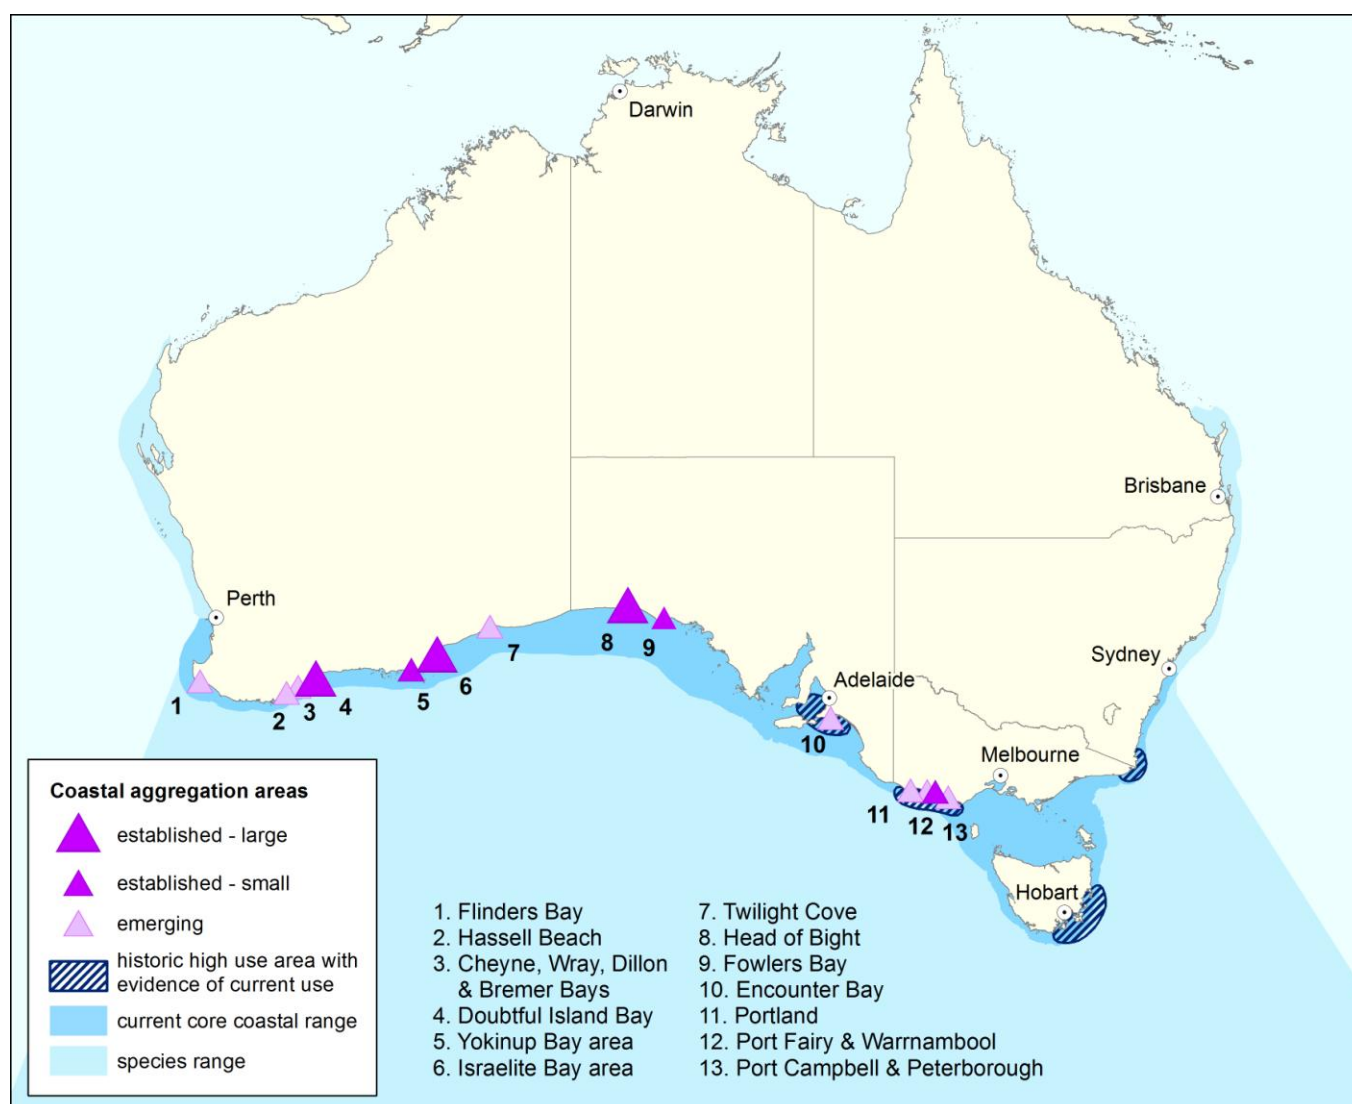 Darwin
Brisbane
Perth
Sydney
Adelaide
Melbourne
Hobart
1
2
3
4
5
6
7
8
9
10
11
12
13
Coastal aggregation areas
established - large
established - small
emerging
historic high use area with
evidence of current use
current core coastal range
species range
1. Flinders Bay
2. Hassell Beach
3. Cheyne, Wray, Dillon
& Bremer Bays
4. Doubtful Island Bay
5. Yokinup Bay area
6. Israelite Bay area
7. Twilight Cove
8. Head of Bight
9. Fowlers Bay
10. Encounter Bay
11. Portland
12. Port Fairy & Warrnambool
13. Port Campbell & Peterborough